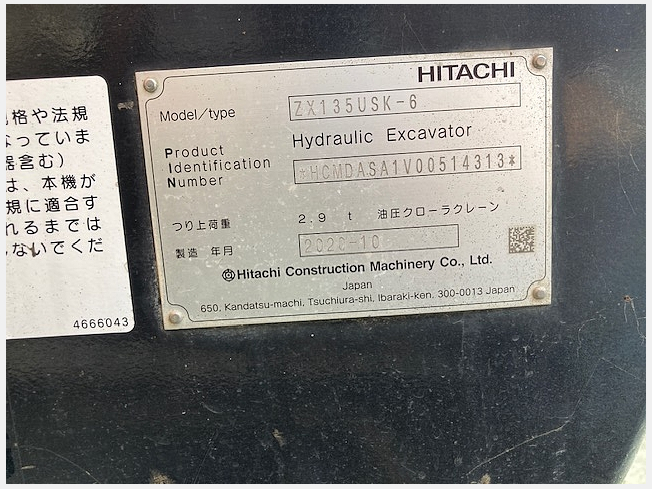 格や法規
なっていま
器含む)
は、本機が
規に適合す
れるまでは
しないでくだ
4666043
HITACHI
Model/type ZX135USK-6
Hydraulic Excavator
Product
Identification
Number
*HCMDASA1V00514313*
つり上荷重 2.9 t 油圧クローラクレーン
製造 年月 2020-10
Hitachi Construction Machinery Co., Ltd.
Japan
650, Kandatsu-machi, Tsuchiura-shi, Ibaraki-ken, 300-0013 Japan